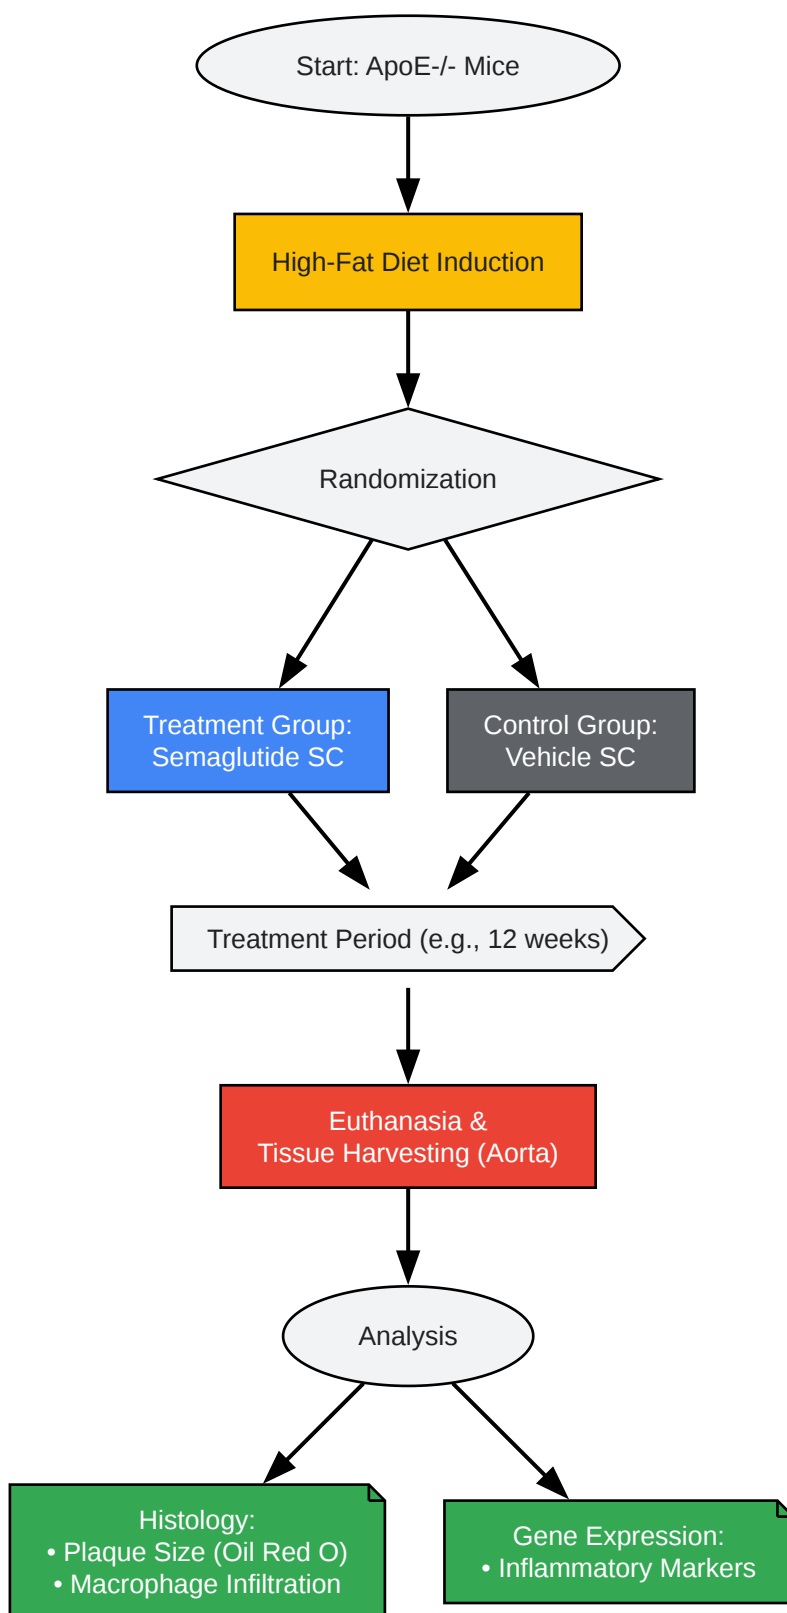 Start: ApoE-/- Mice
High-Fat Diet Induction
Randomization
Treatment Group:
Semaglutide SC
Control Group:
Vehicle SC
Treatment Period (e.g., 12 weeks)
Euthanasia &
Tissue Harvesting (Aorta)
Analysis
Histology:
• Plaque Size (Oil Red O)
• Macrophage Infiltration
Gene Expression:
• Inflammatory Markers